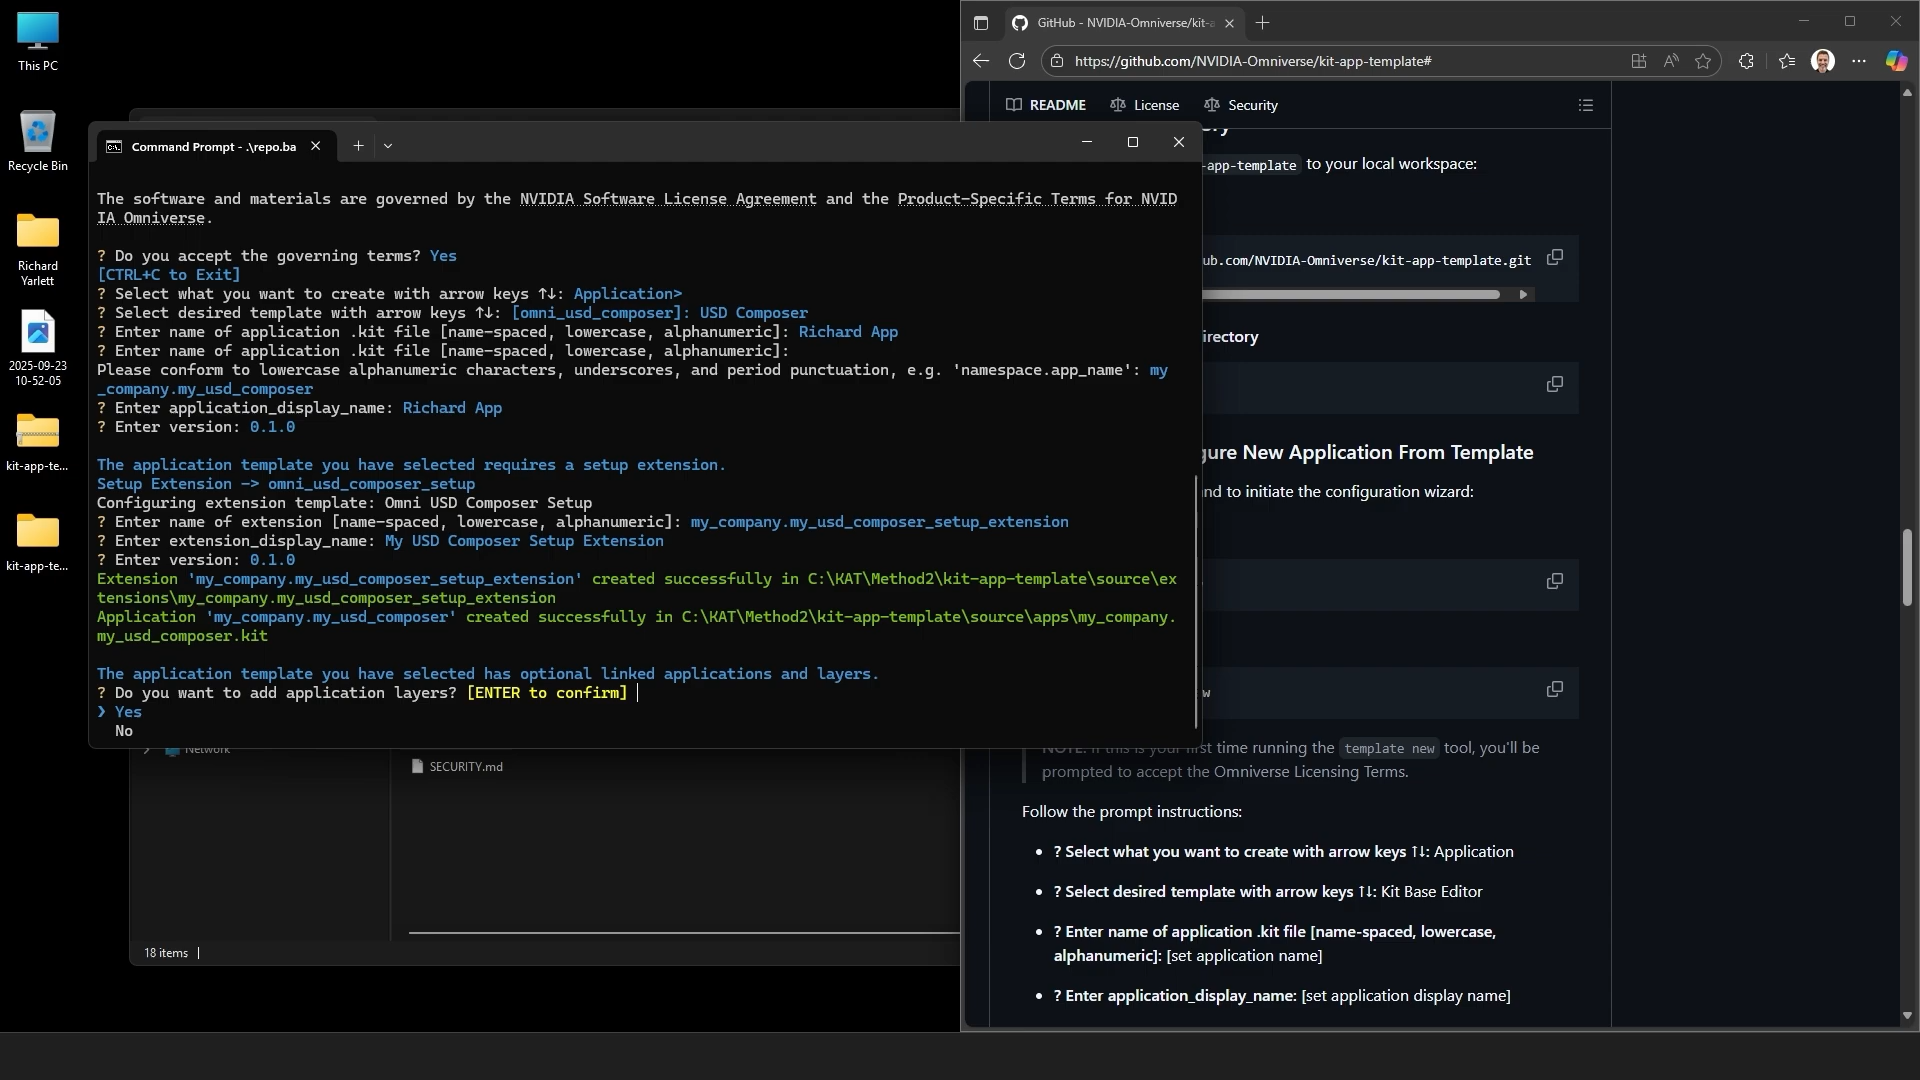 This PC
Recycle Bin
Richard
Yarlett
2025-09-23
10-52-05
kit-app-te...
kit-app-te...
Command Prompt - .\repo.ba
The software and materials are governed by the NVIDIA Software License Agreement and the Product-Specific Terms for NVID
IA Omniverse.
? Do you accept the governing terms? Yes
[CTRL+C to Exit]
? Select what you want to create with arrow keys ↑↓: Application>
? Select desired template with arrow keys ↑↓: [omni_usd_composer]: USD Composer
? Enter name of application .kit file [name-spaced, lowercase, alphanumeric]: Richard App
? Enter name of application .kit file [name-spaced, lowercase, alphanumeric]:
Please conform to lowercase alphanumeric characters, underscores, and period punctuation, e.g. 'namespace.app_name': my
_company.my_usd_composer
? Enter application_display_name: Richard App
? Enter version: 0.1.0
The application template you have selected requires a setup extension.
Setup Extension -> omni_usd_composer_setup
Configuring extension template: Omni USD Composer Setup
? Enter name of extension [name-spaced, lowercase, alphanumeric]: my_company.my_usd_composer_setup_extension
? Enter extension_display_name: My USD Composer Setup Extension
? Enter version: 0.1.0
Extension 'my_company.my_usd_composer_setup_extension' created successfully in C:\KAT\Method2\kit-app-template\source\ex
tensions\my_company.my_usd_composer_setup_extension
Application 'my_company.my_usd_composer' created successfully in C:\KAT\Method2\kit-app-template\source\apps\my_company.
my_usd_composer.kit
The application template you have selected has optional linked applications and layers.
? Do you want to add application layers? [ENTER to confirm]
❯ Yes
No
Network
SECURITY.md
18 items
GitHub - NVIDIA-Omniverse/kit-a
https://github.com/NVIDIA-Omniverse/kit-app-template#
README
License
Security
-app-template to your local workspace:
ub.com/NVIDIA-Omniverse/kit-app-template.git
irectory
gure New Application From Template
nd to initiate the configuration wizard:
w
NOTE: If this is your first time running the template new tool, you'll be
prompted to accept the Omniverse Licensing Terms.
Follow the prompt instructions:
• ? Select what you want to create with arrow keys ↑↓: Application
• ? Select desired template with arrow keys ↑↓: Kit Base Editor
• ? Enter name of application .kit file [name-spaced, lowercase,
alphanumeric]: [set application name]
• ? Enter application_display_name: [set application display name]